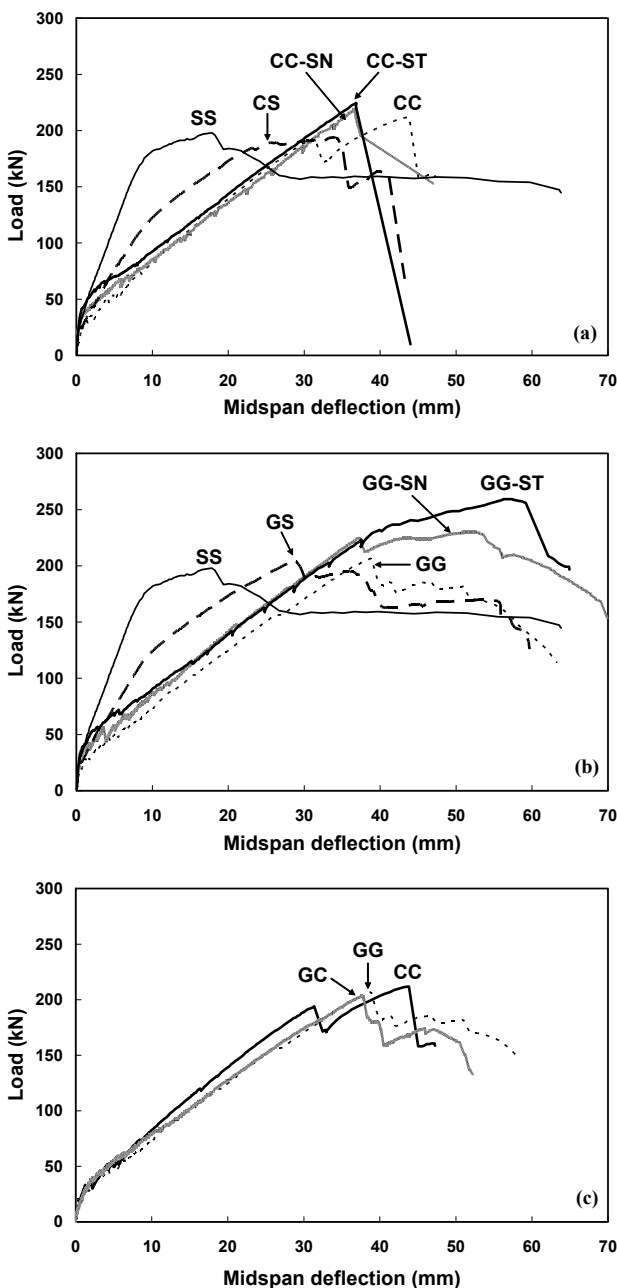 300
250
200
150
100
50
0
Load (kN)
SS
CS
CC-SN
CC-ST
CC
(a)
0 10 20 30 40 50 60 70
Midspan deflection (mm)
300
250
200
150
100
50
0
Load (kN)
SS
GS
GG-SN
GG-ST
GG
(b)
0 10 20 30 40 50 60 70
Midspan deflection (mm)
300
250
200
150
100
50
0
Load (kN)
GC
GG
CC
(c)
0 10 20 30 40 50 60 70
Midspan deflection (mm)